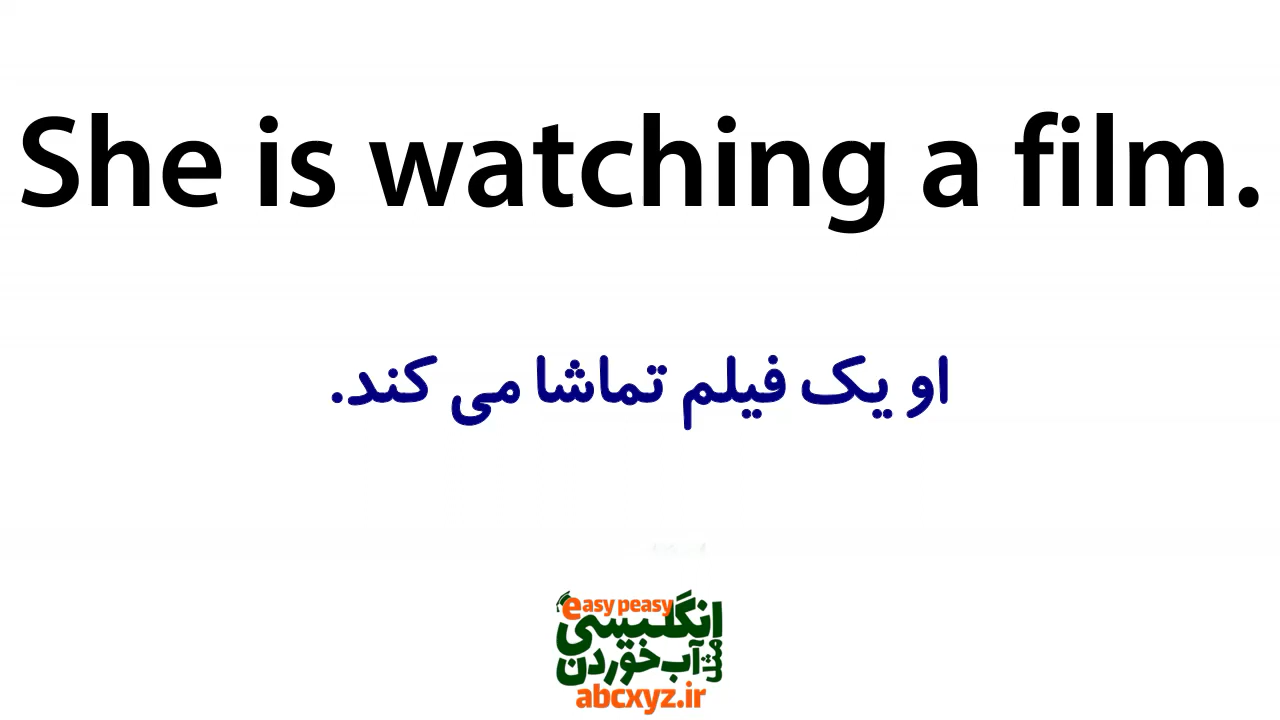 She is watching a film.
او یک فیلم تماشا می کند.
easy peasy
انگلیسی
مثل آب خوردن
abcxyz.ir